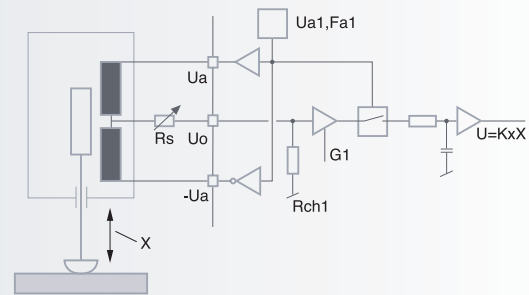 Ua1,Fa1
Ua
Rs
Uo
G1
U=KxX
-Ua
Rch1
X